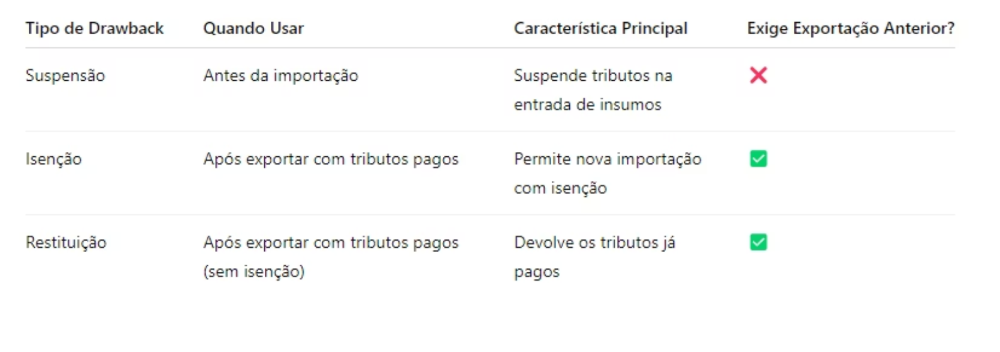 Tipo de Drawback Quando Usar Característica Principal Exige Exportação Anterior?
Suspensão Antes da importação Suspende tributos na ❌
entrada de insumos
Isenção Após exportar com tributos pagos Permite nova importação ✅
com isenção
Restituição Após exportar com tributos pagos Devolve os tributos já ✅
(sem isenção) pagos